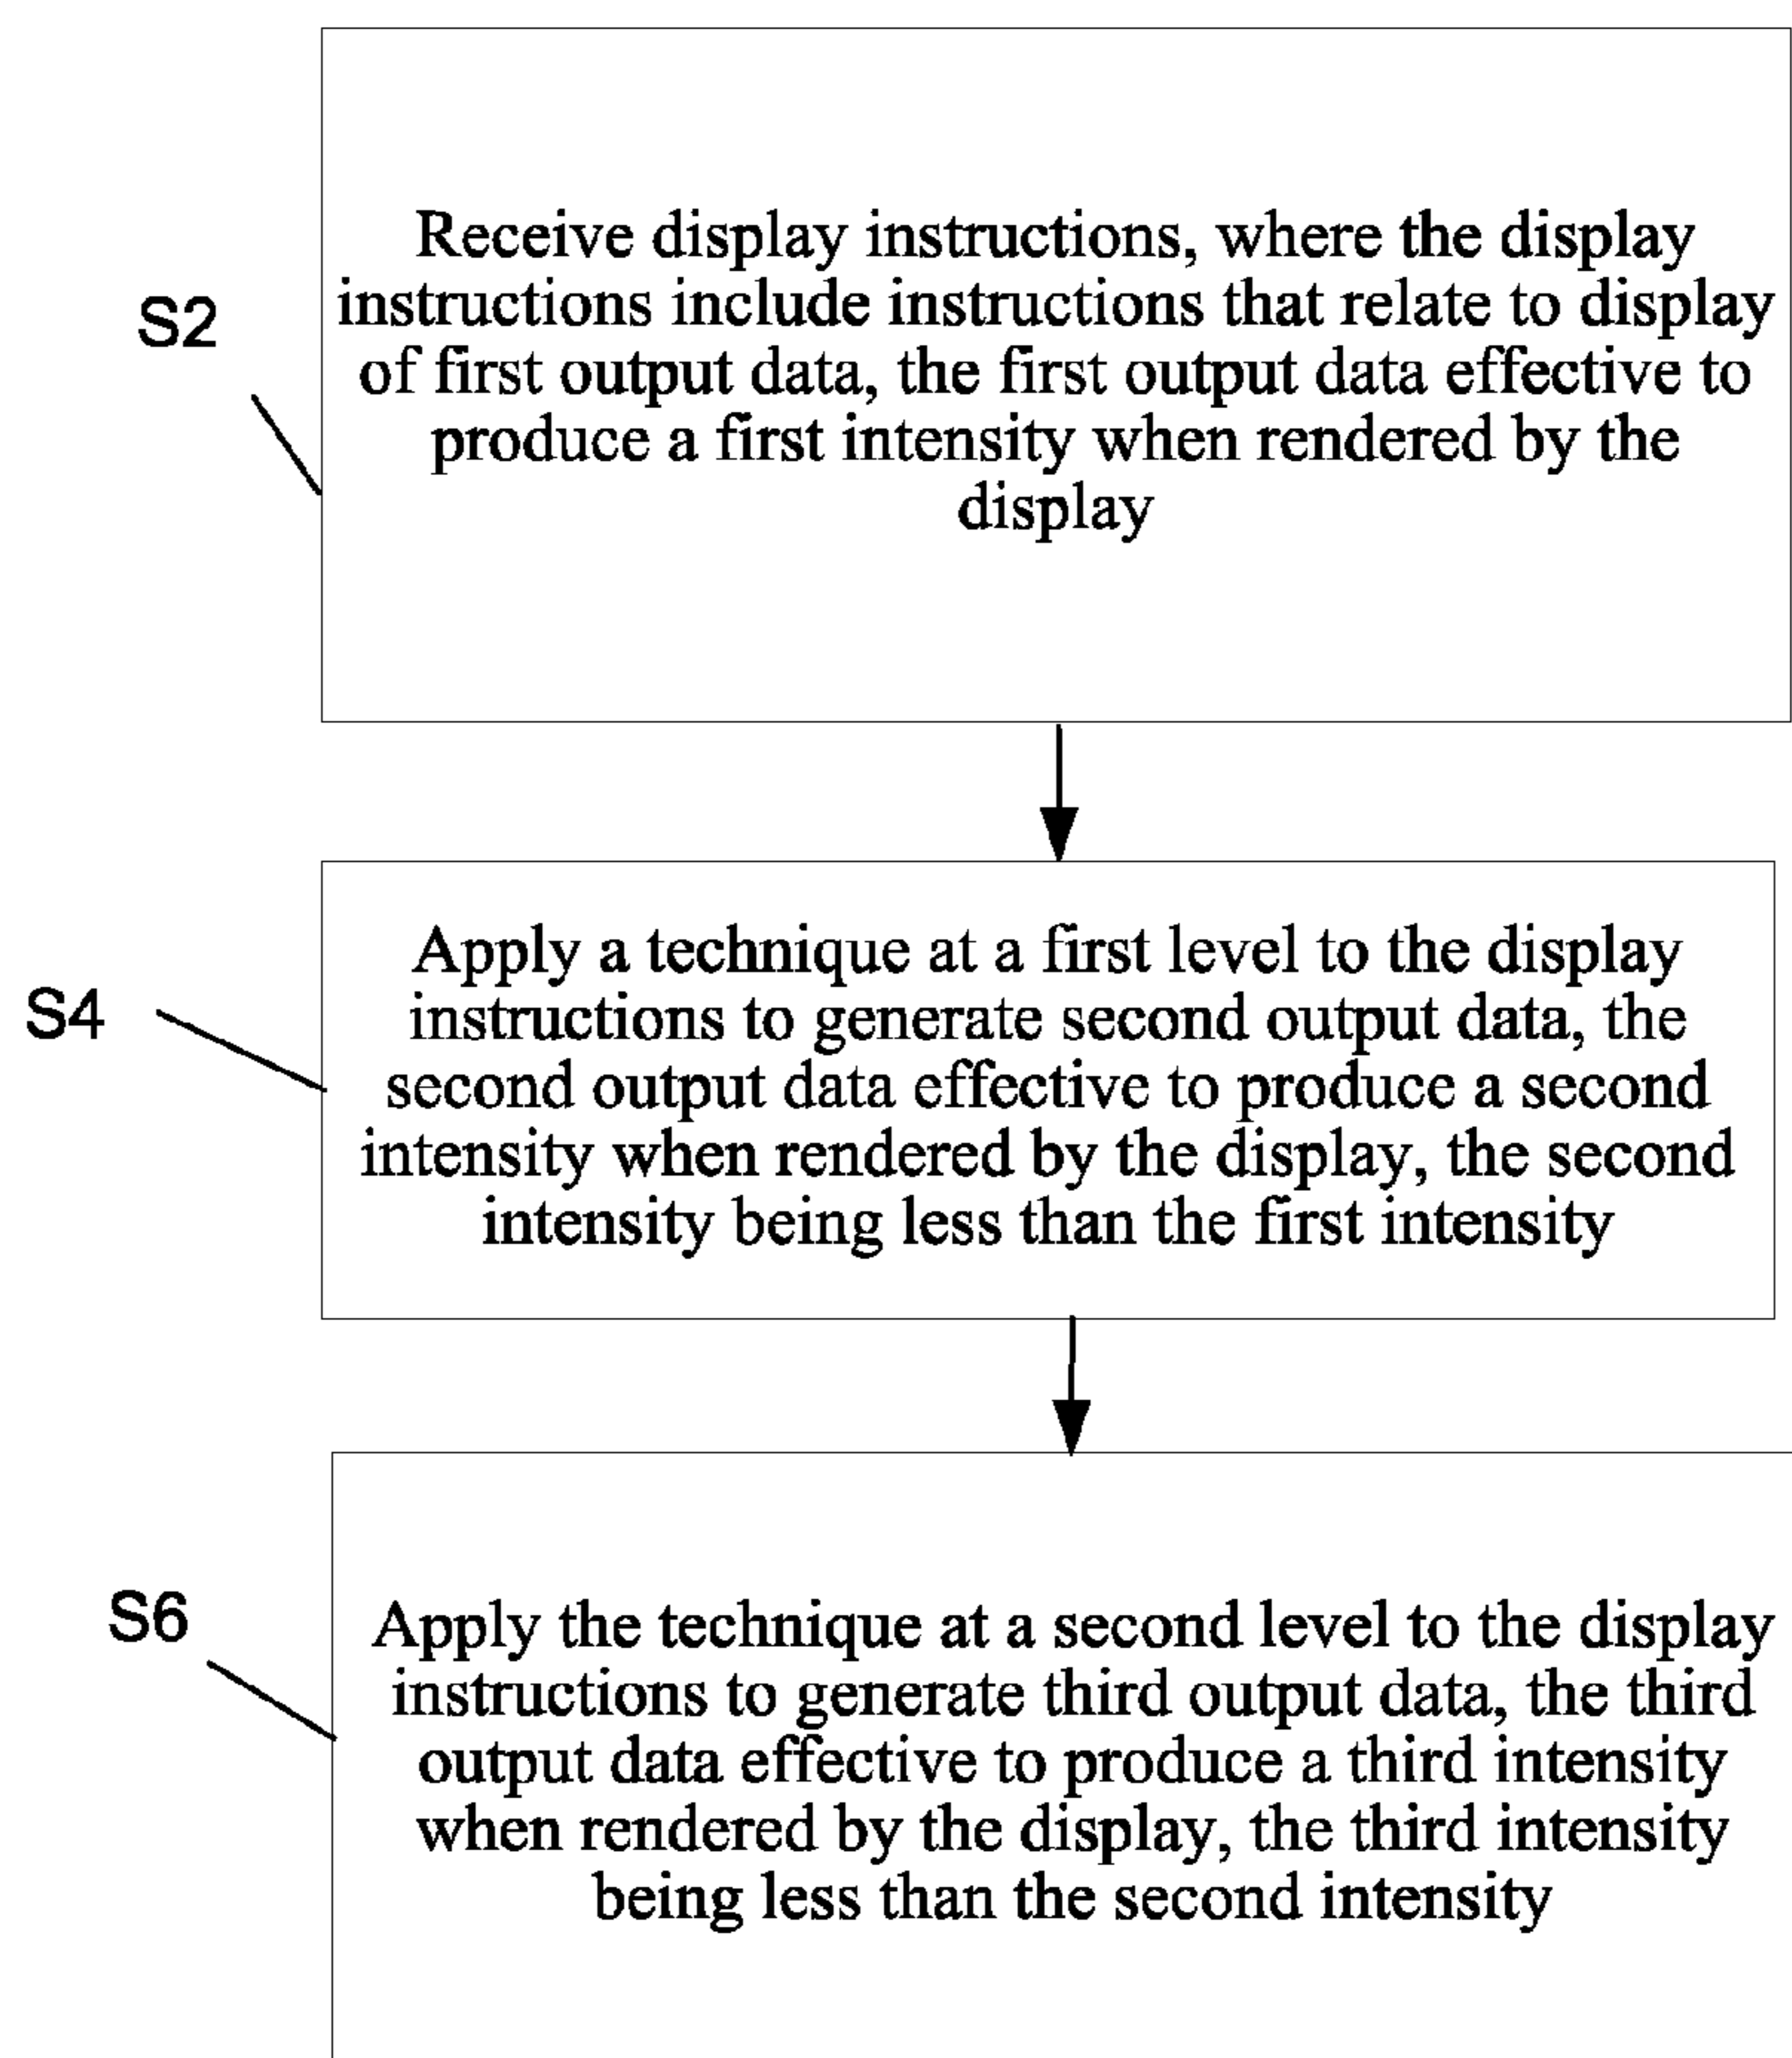 Receive display instructions, where the display
instructions include instructions that relate to display
of first output data, the first output data effective to
produce a first intensity when rendered by the
display
S2
Apply a technique at a first level to the display
instructions to generate second output data, the
second output data effective to produce a second
intensity when rendered by the display, the second
intensity being less than the first intensity
S4
Apply the technique at a second level to the display
instructions to generate third output data, the third
output data effective to produce a third intensity
when rendered by the display, the third intensity
being less than the second intensity
S6